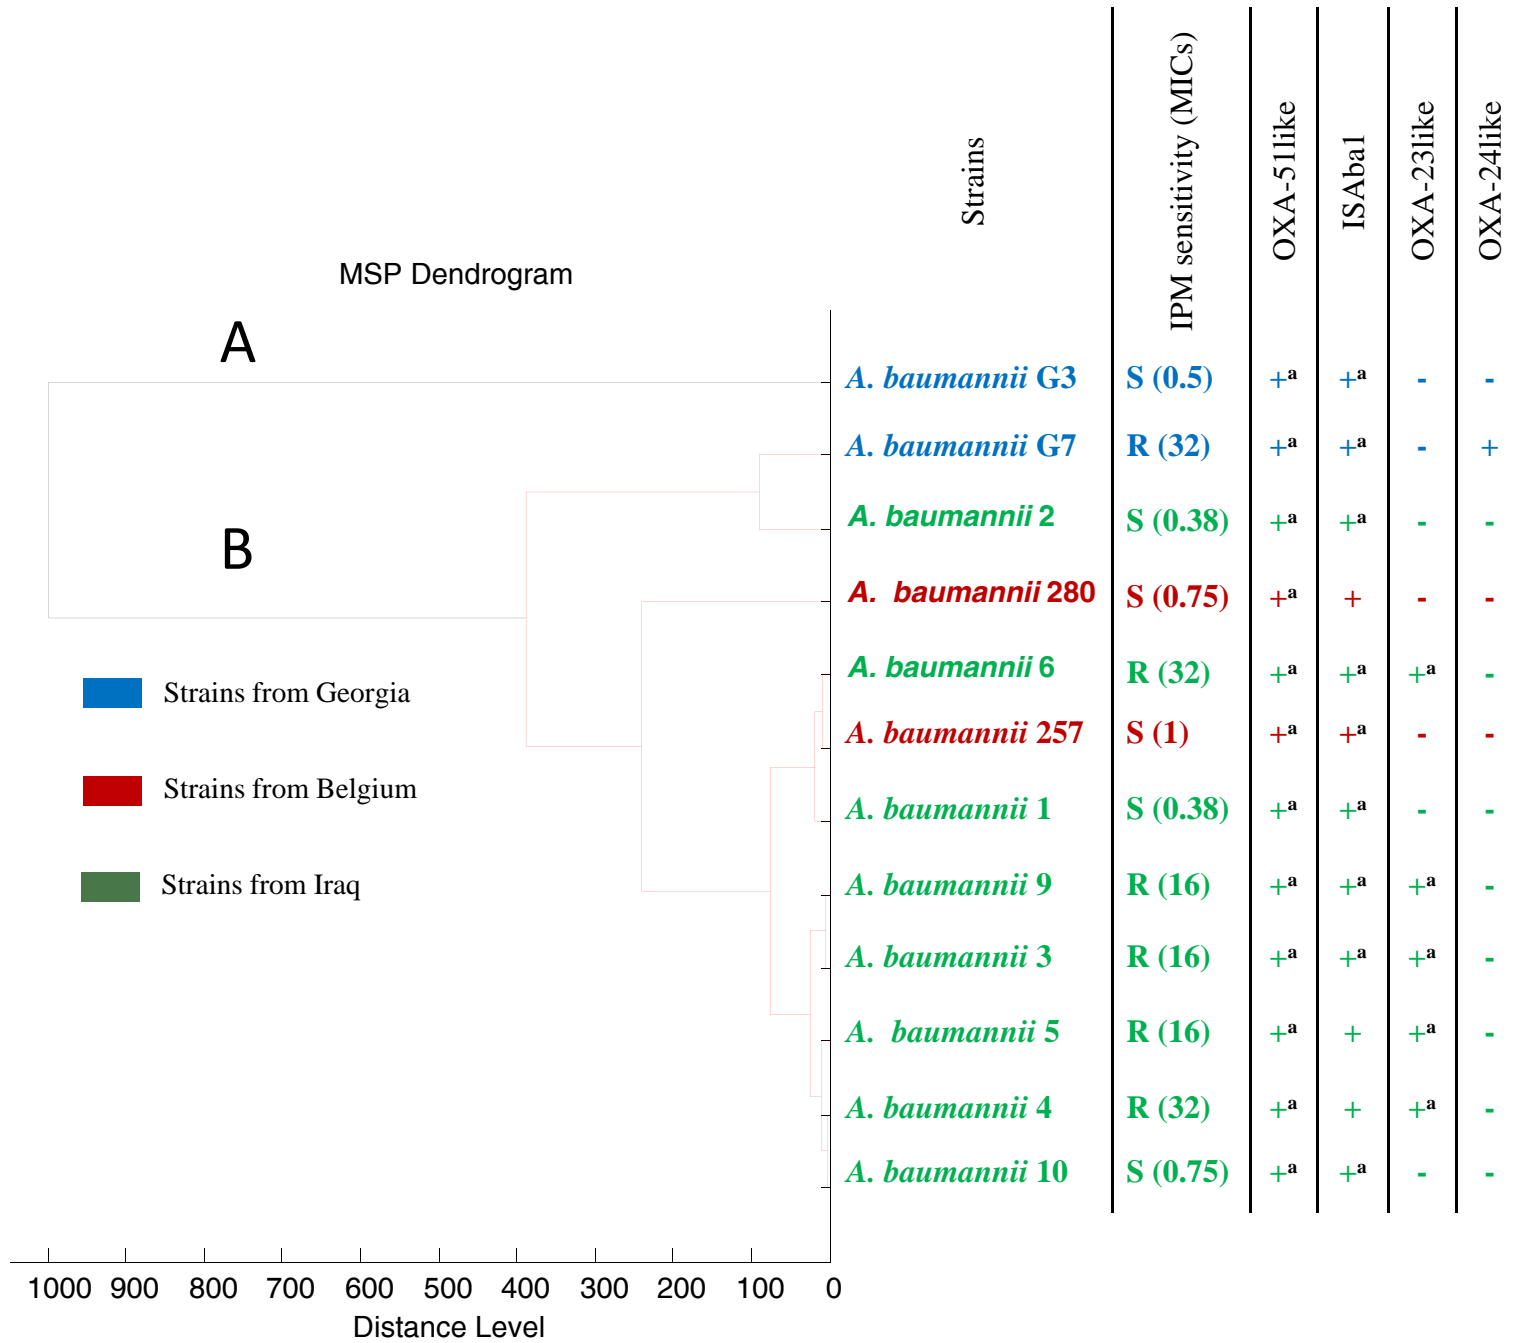 Strains
IPM sensitivity (MICs)
OXA-51like
ISAba1
OXA-23like
OXA-24like
MSP Dendrogram
A
A. baumannii G3 S (0.5) +a +a - -
A. baumannii G7 R (32) +a +a - +
A. baumannii 2 S (0.38) +a +a - -
B
A. baumannii 280 S (0.75) +a + - -
A. baumannii 6 R (32) +a +a +a -
Strains from Georgia
A. baumannii 257 S (1) +a +a - -
Strains from Belgium
A. baumannii 1 S (0.38) +a +a - -
Strains from Iraq
A. baumannii 9 R (16) +a +a +a -
A. baumannii 3 R (16) +a +a +a -
A. baumannii 5 R (16) +a + +a -
A. baumannii 4 R (32) +a + +a -
A. baumannii 10 S (0.75) +a +a - -
1000 900 800 700 600 500 400 300 200 100 0
Distance Level